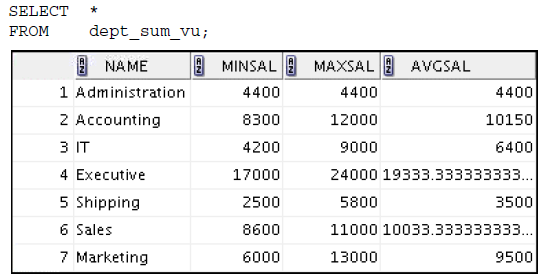 SELECT *
FROM dept_sum_vu;
NAME MINSAL MAXSAL AVGSAL
1 Administration 4400 4400 4400
2 Accounting 8300 12000 10150
3 IT 4200 9000 6400
4 Executive 17000 24000 19333.333333333...
5 Shipping 2500 5800 3500
6 Sales 8600 11000 10033.333333333...
7 Marketing 6000 13000 9500